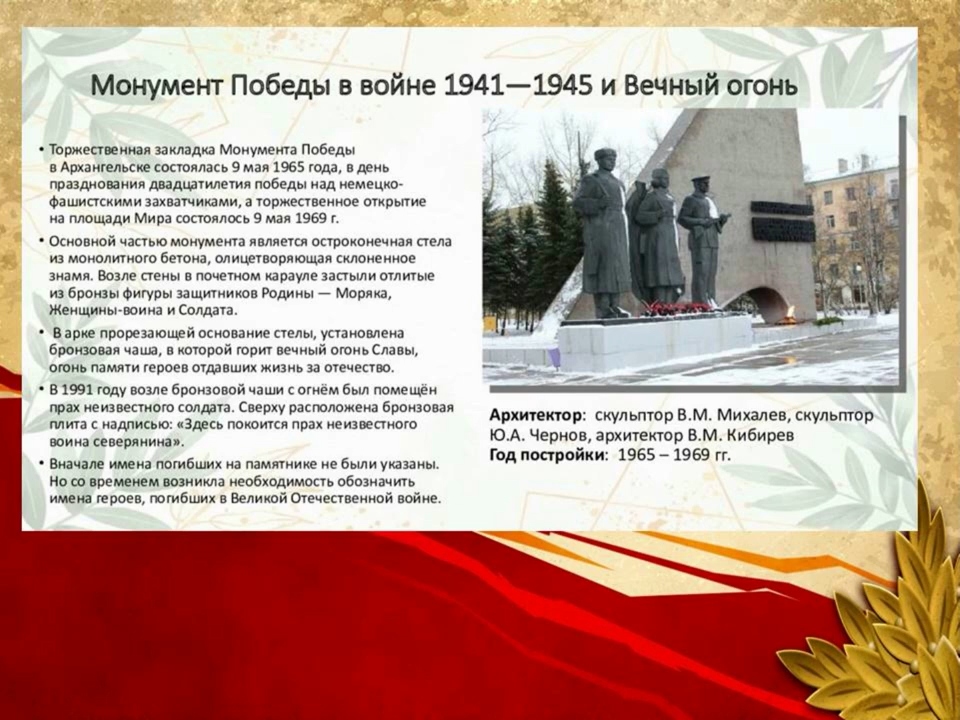 Монумент Победы в войне 1941—1945 и Вечный огонь
• Торжественная закладка Монумента Победы
в Архангельске состоялась 9 мая 1965 года, в день
празднования двадцатилетия победы над немецко-
фашистскими захватчиками, а торжественное открытие
на площади Мира состоялось 9 мая 1969 г.
• Основной частью монумента является остроконечная стела
из монолитного бетона, олицетворяющая склоненное
знамя. Возле стены в почетном карауле застыли отлитые
из бронзы фигуры защитников Родины — Моряка,
Женщины-воина и Солдата.
• В арке прорезающей основание стелы, установлена
бронзовая чаша, в которой горит вечный огонь Славы,
огонь памяти героев отдавших жизнь за отечество.
• В 1991 году возле бронзовой чаши с огнём был помещён
прах неизвестного солдата. Сверху расположена бронзовая
плита с надписью: «Здесь покоится прах неизвестного
воина северянина».
• Вначале имена погибших на памятнике не были указаны.
Но со временем возникла необходимость обозначить
имена героев, погибших в Великой Отечественной войне.
Архитектор: скульптор В.М. Михалев, скульптор
Ю.А. Чернов, архитектор В.М. Кибирев
Год постройки: 1965 – 1969 гг.